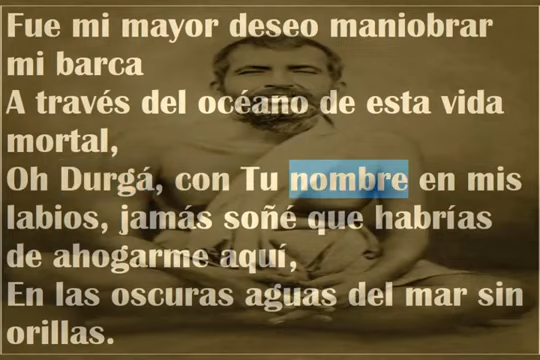 Fue mi mayor deseo maniobrar
mi barca
A través del océano de esta vida
mortal,
Oh Durgá, con Tu nombre en mis
labios, jamás soñé que habrías
de ahogarme aquí,
En las oscuras aguas del mar sin
orillas.